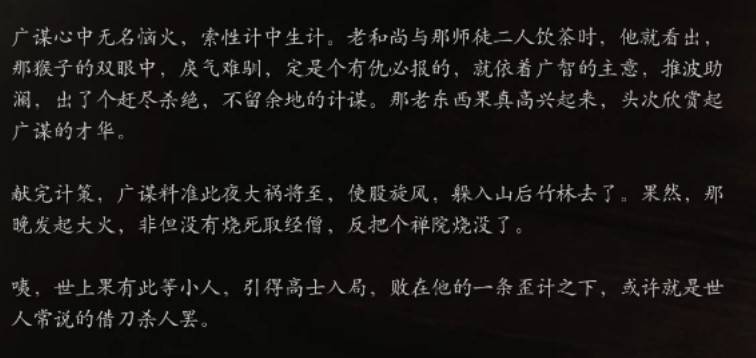 广谋心中无名恼火，索性计中生计。老和尚与那师徒二人饮茶时，他就看出，
那猴子的双眼中，戾气难驯，定是个有仇必报的，就依着广智的主意，推波助
澜，出了个赶尽杀绝，不留余地的计谋。那老东西果真高兴起来，头次欣赏起
广谋的才华。
献完计策，广谋料准此夜大祸将至，使股旋风，躲入山后竹林去了。果然，那
晚发起大火，非但没有烧死取经僧，反把个禅院烧没了。
咦，世上果有此等小人，引得高士入局，败在他的一条歪计之下，或许就是世
人常说的借刀杀人罢。